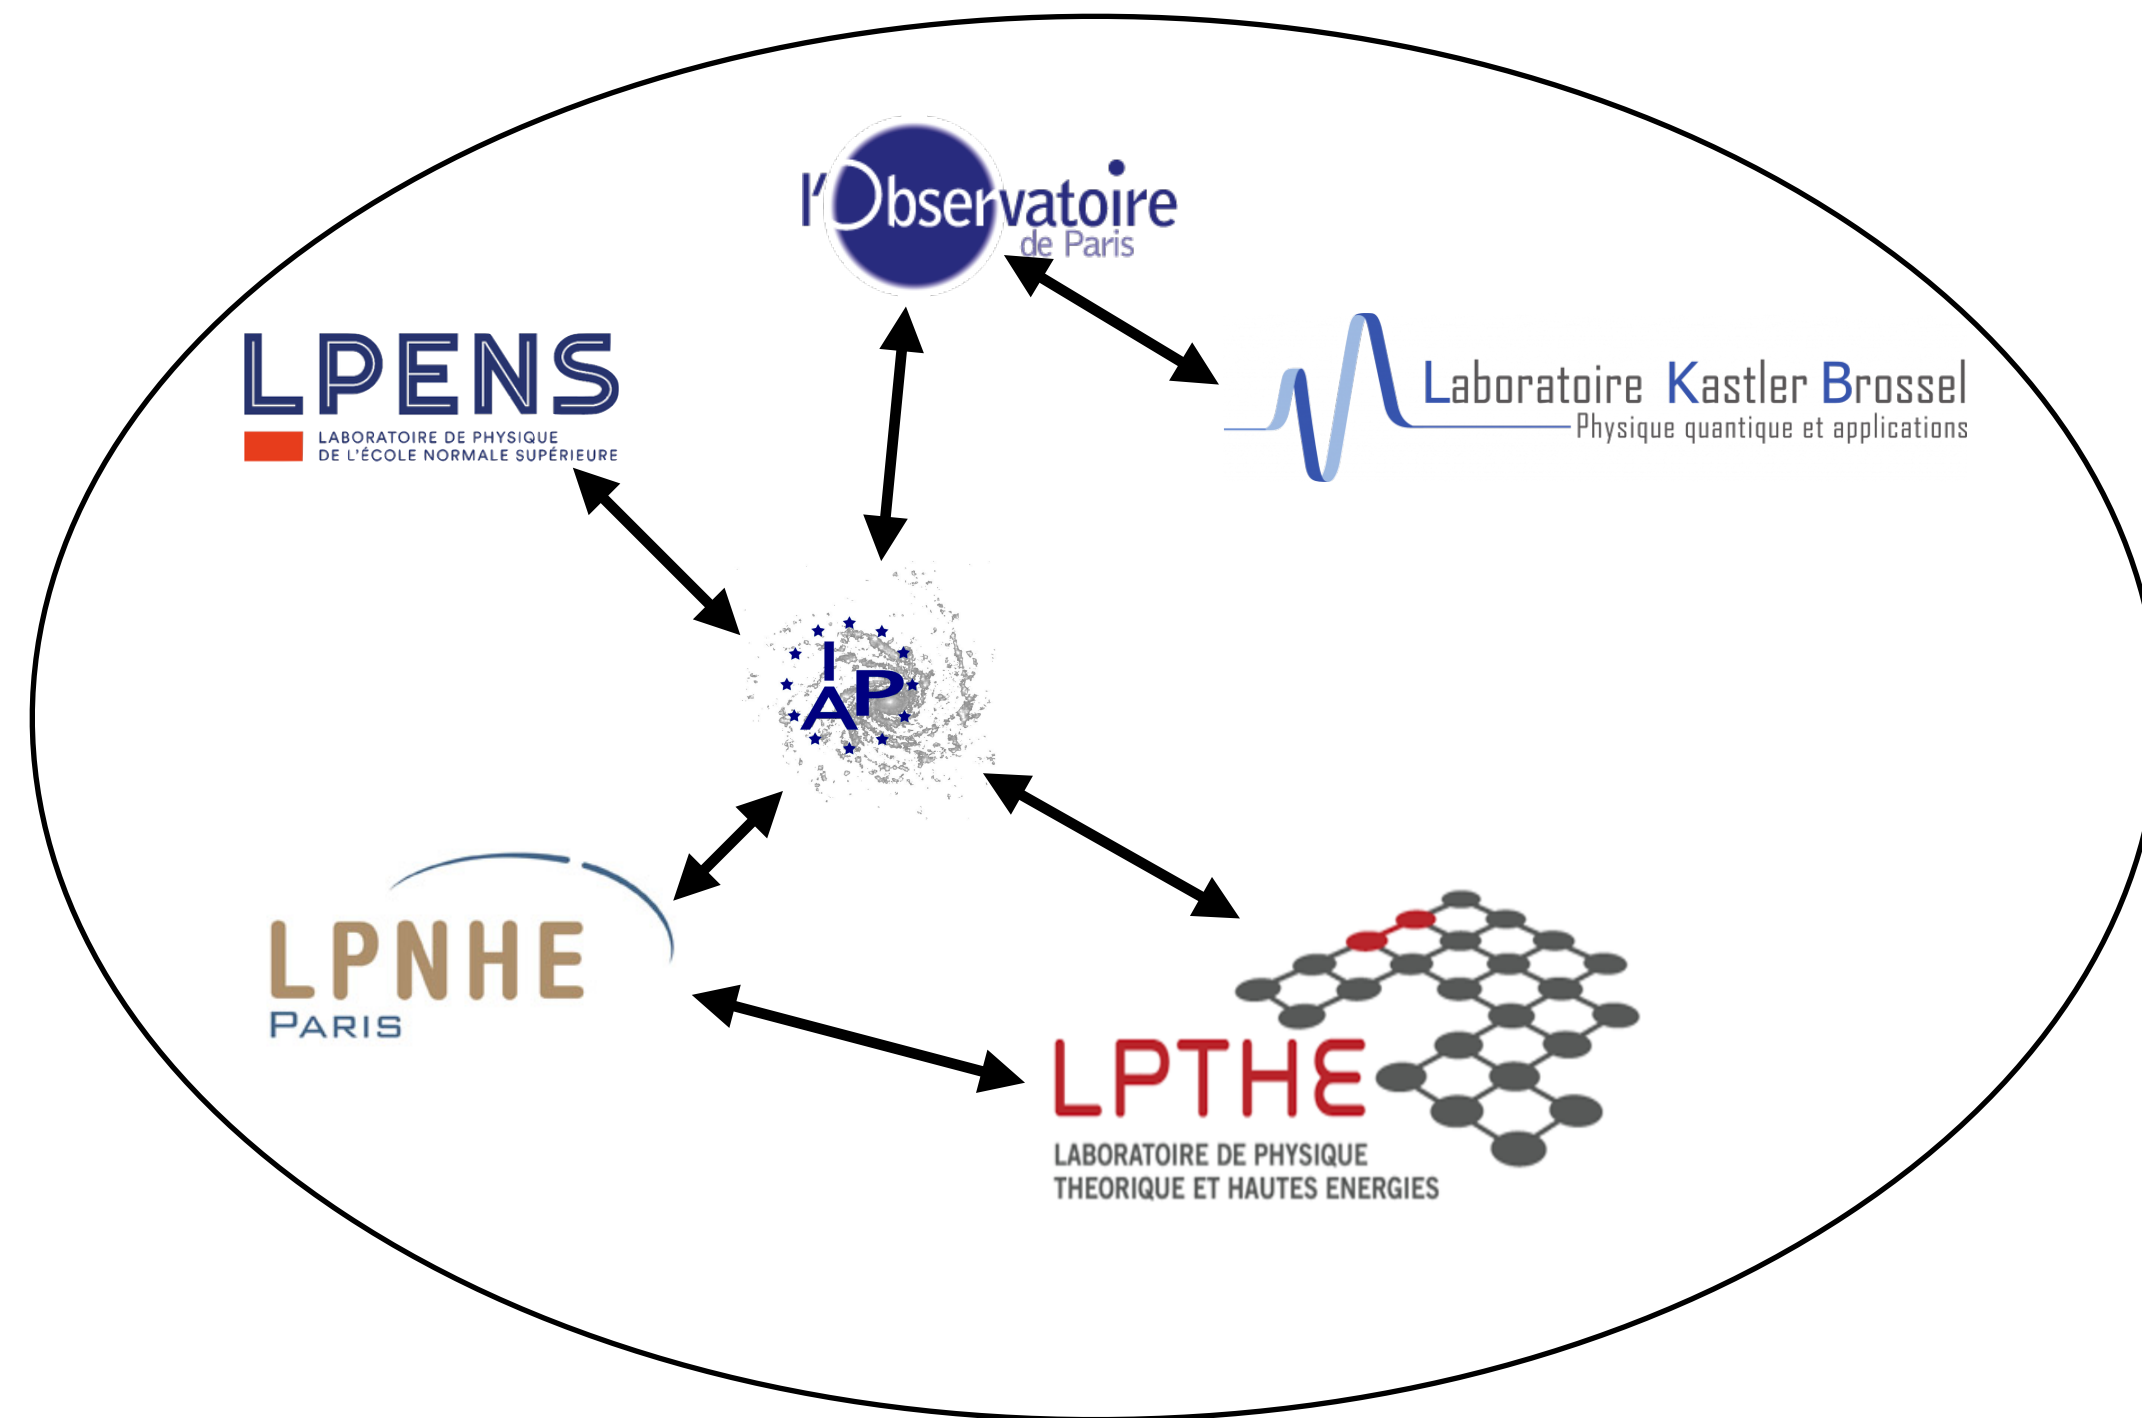 l'Observatoire
de Paris
LPENS
LABORATOIRE DE PHYSIQUE
DE L'ÉCOLE NORMALE SUPÉRIEURE
Laboratoire Kastler Brossel
Physique quantique et applications
IAP
LPNHE
PARIS
LPTHE
LABORATOIRE DE PHYSIQUE
THEORIQUE ET HAUTES ENERGIES